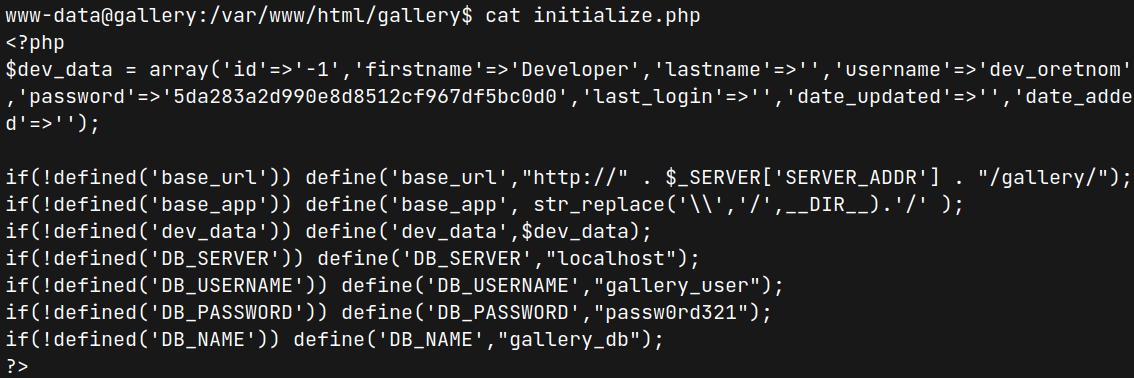 www-data@gallery:/var/www/html/gallery$ cat initialize.php
<?php
$dev_data = array('id'=>'-1','firstname'=>'Developer','lastname'=>'','username'=>'dev_oretnom'
,'password'=>'5da283a2d990e8d8512cf967df5bc0d0','last_login'=>'','date_updated'=>'','date_adde
d'=>'');

if(!defined('base_url')) define('base_url',"http://" . $_SERVER['SERVER_ADDR'] . "/gallery/");
if(!defined('base_app')) define('base_app', str_replace('\\','/',__DIR__).'/' );
if(!defined('dev_data')) define('dev_data',$dev_data);
if(!defined('DB_SERVER')) define('DB_SERVER',"localhost");
if(!defined('DB_USERNAME')) define('DB_USERNAME',"gallery_user");
if(!defined('DB_PASSWORD')) define('DB_PASSWORD',"passw0rd321");
if(!defined('DB_NAME')) define('DB_NAME',"gallery_db");
?>